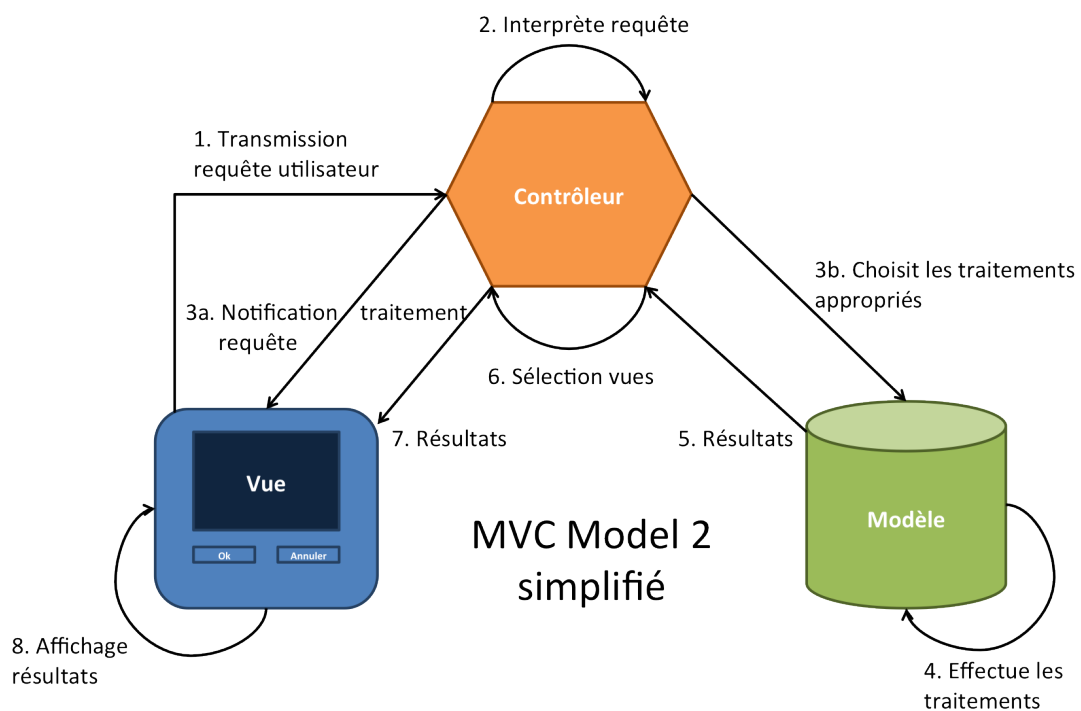 2. Interprète requête
1. Transmission
requête utilisateur
Contrôleur
3b. Choisit les traitements
appropriés
3a. Notification traitement
requête
6. Sélection vues
7. Résultats
5. Résultats
Vue
Ok
Annuler
Modèle
MVC Model 2
simplifié
8. Affichage
résultats
4. Effectue les
traitements